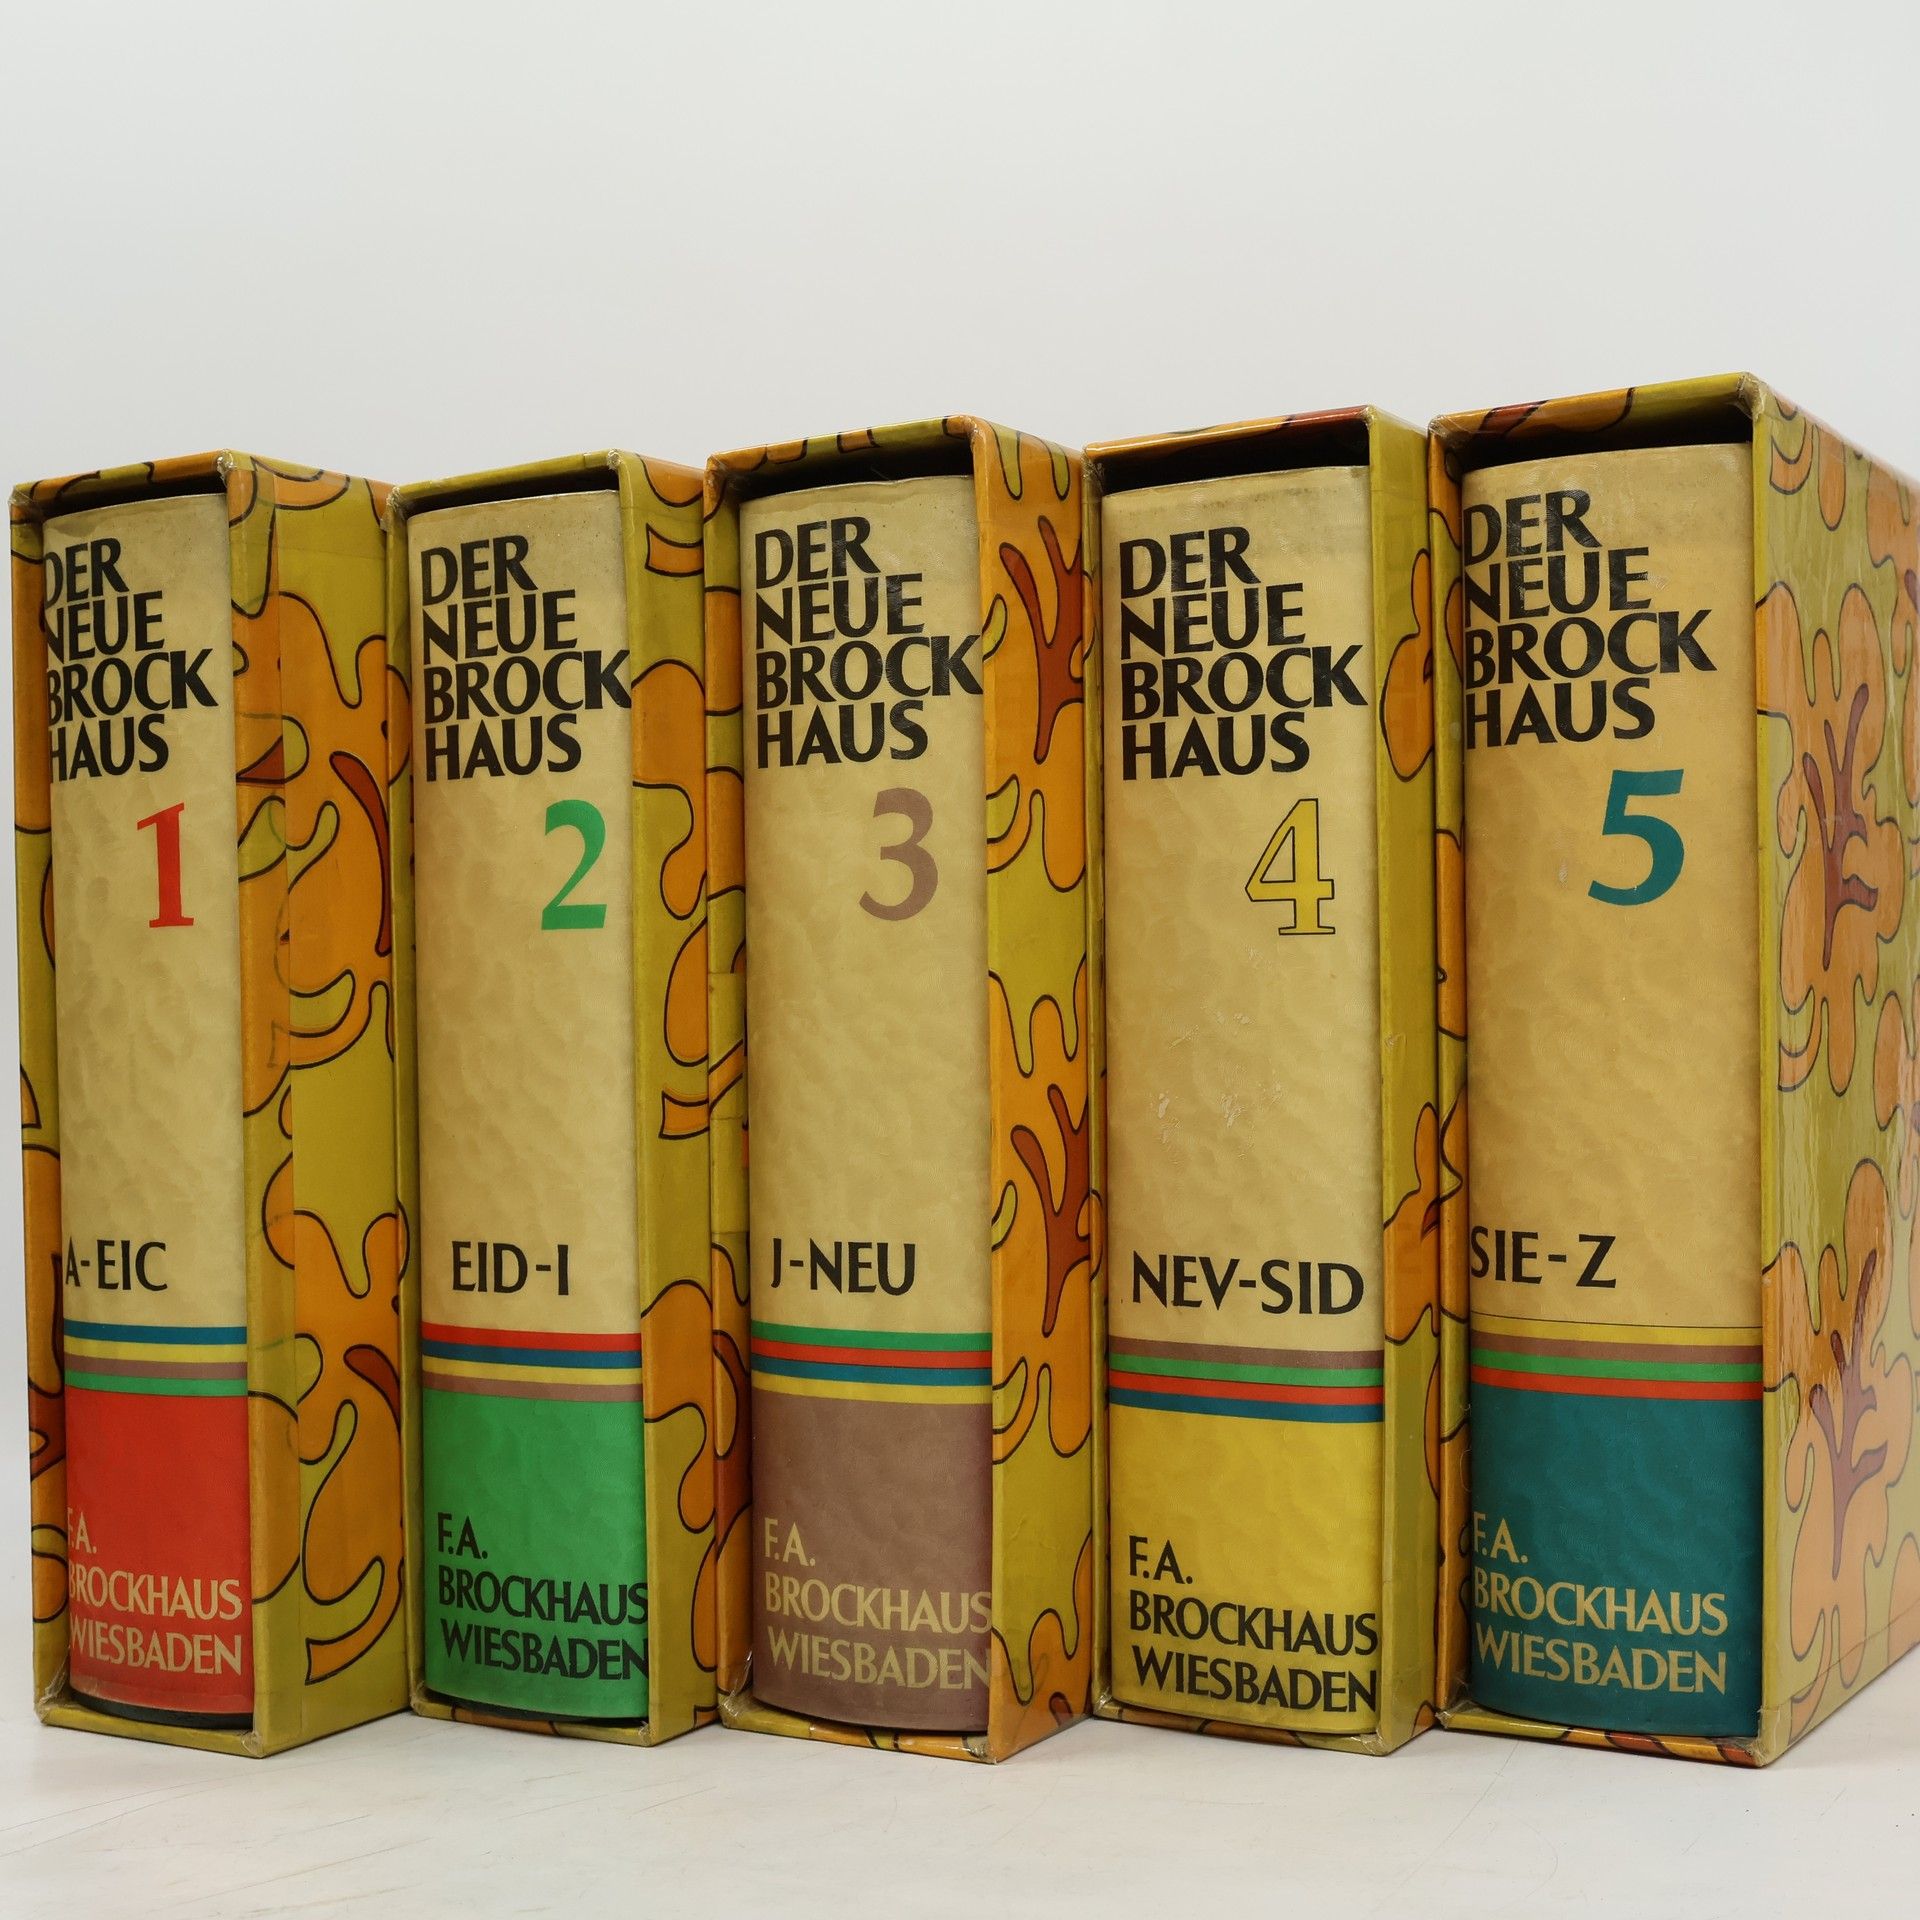 DER
NEUE
BROCK
HAUS
1
A-EIC
F.A.
BROCKHAUS
WIESBADEN
DER
NEUE
BROCK
HAUS
2
EID-I
F.A.
BROCKHAUS
WIESBADEN
DER
NEUE
BROCK
HAUS
3
J-NEU
F.A.
BROCKHAUS
WIESBADEN
DER
NEUE
BROCK
HAUS
4
NEV-SID
F.A.
BROCKHAUS
WIESBADEN
DER
NEUE
BROCK
HAUS
5
SIE-Z
F.A.
BROCKHAUS
WIESBADEN